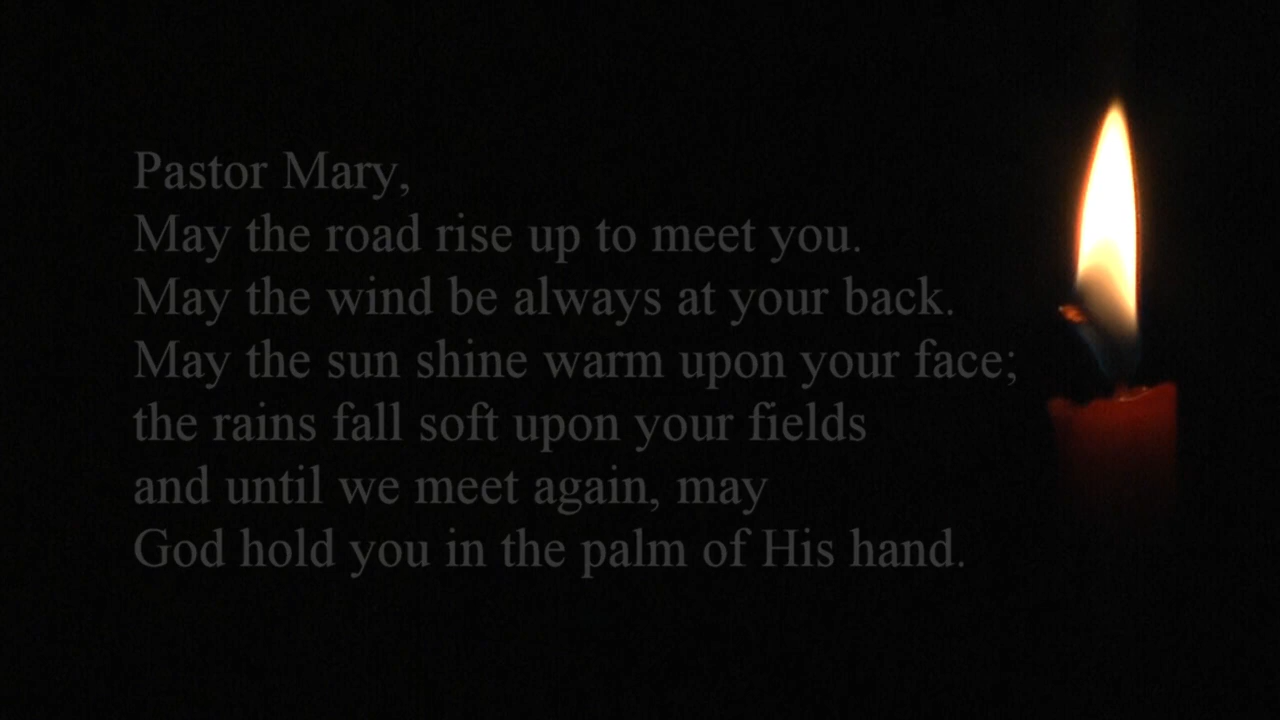 Pastor Mary,
May the road rise up to meet you.
May the wind be always at your back.
May the sun shine warm upon your face;
the rains fall soft upon your fields
and until we meet again, may
God hold you in the palm of His hand.